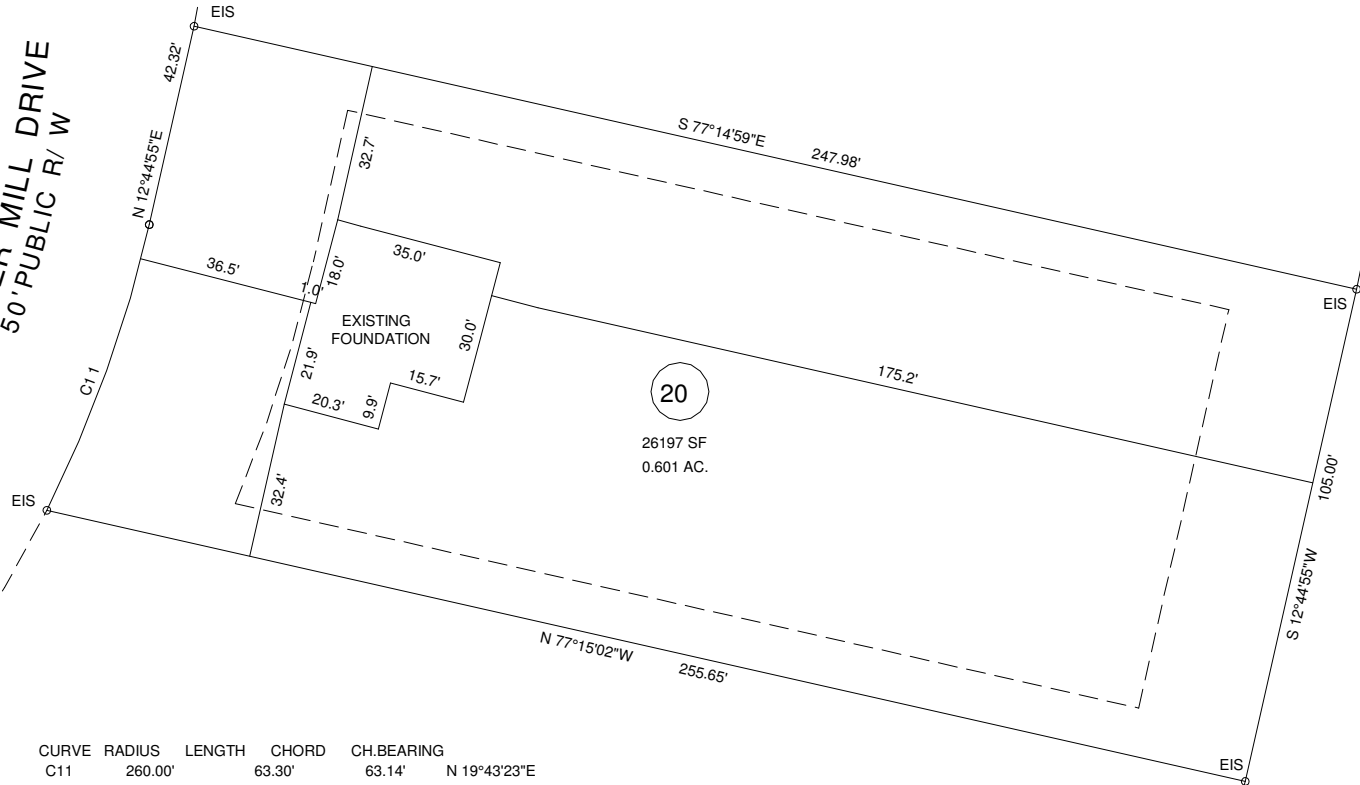 EIS
42.32'
MILL DRIVE
50' PUBLIC R/ W
N 12°44'55"E
S 77°14'59"E
247.98'
32.7'
35.0'
36.5'
18.0'
1.0'
EIS
EXISTING
FOUNDATION
30.0'
21.9'
15.7'
20.3'
9.9'
C11
175.2'
20
26197 SF
0.601 AC.
105.00'
EIS
32.4'
S 12°44'55"W
N 77°15'02"W
255.65'
EIS
CURVE RADIUS LENGTH CHORD CH.BEARING
C11 260.00' 63.30' 63.14' N 19°43'23"E